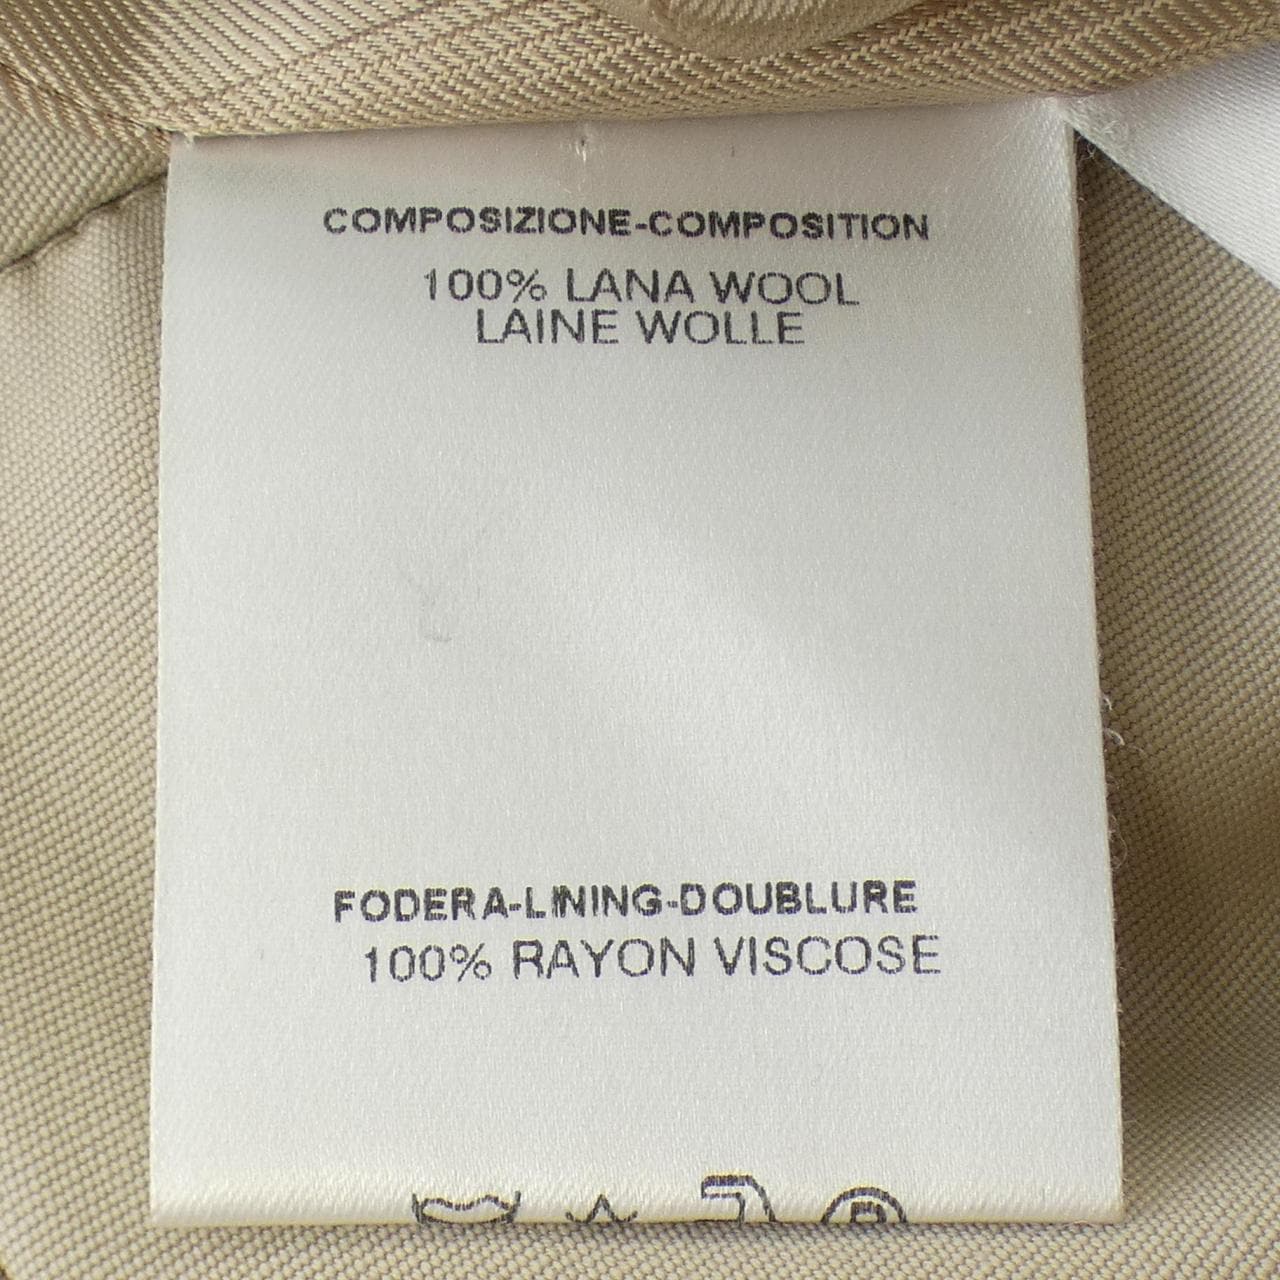 COMPOSIZIONE-COMPOSITION
100% LANA WOOL
LAINE WOLLE
FODERA-LINING-DOUBLURE
100% RAYON VISCOSE
P